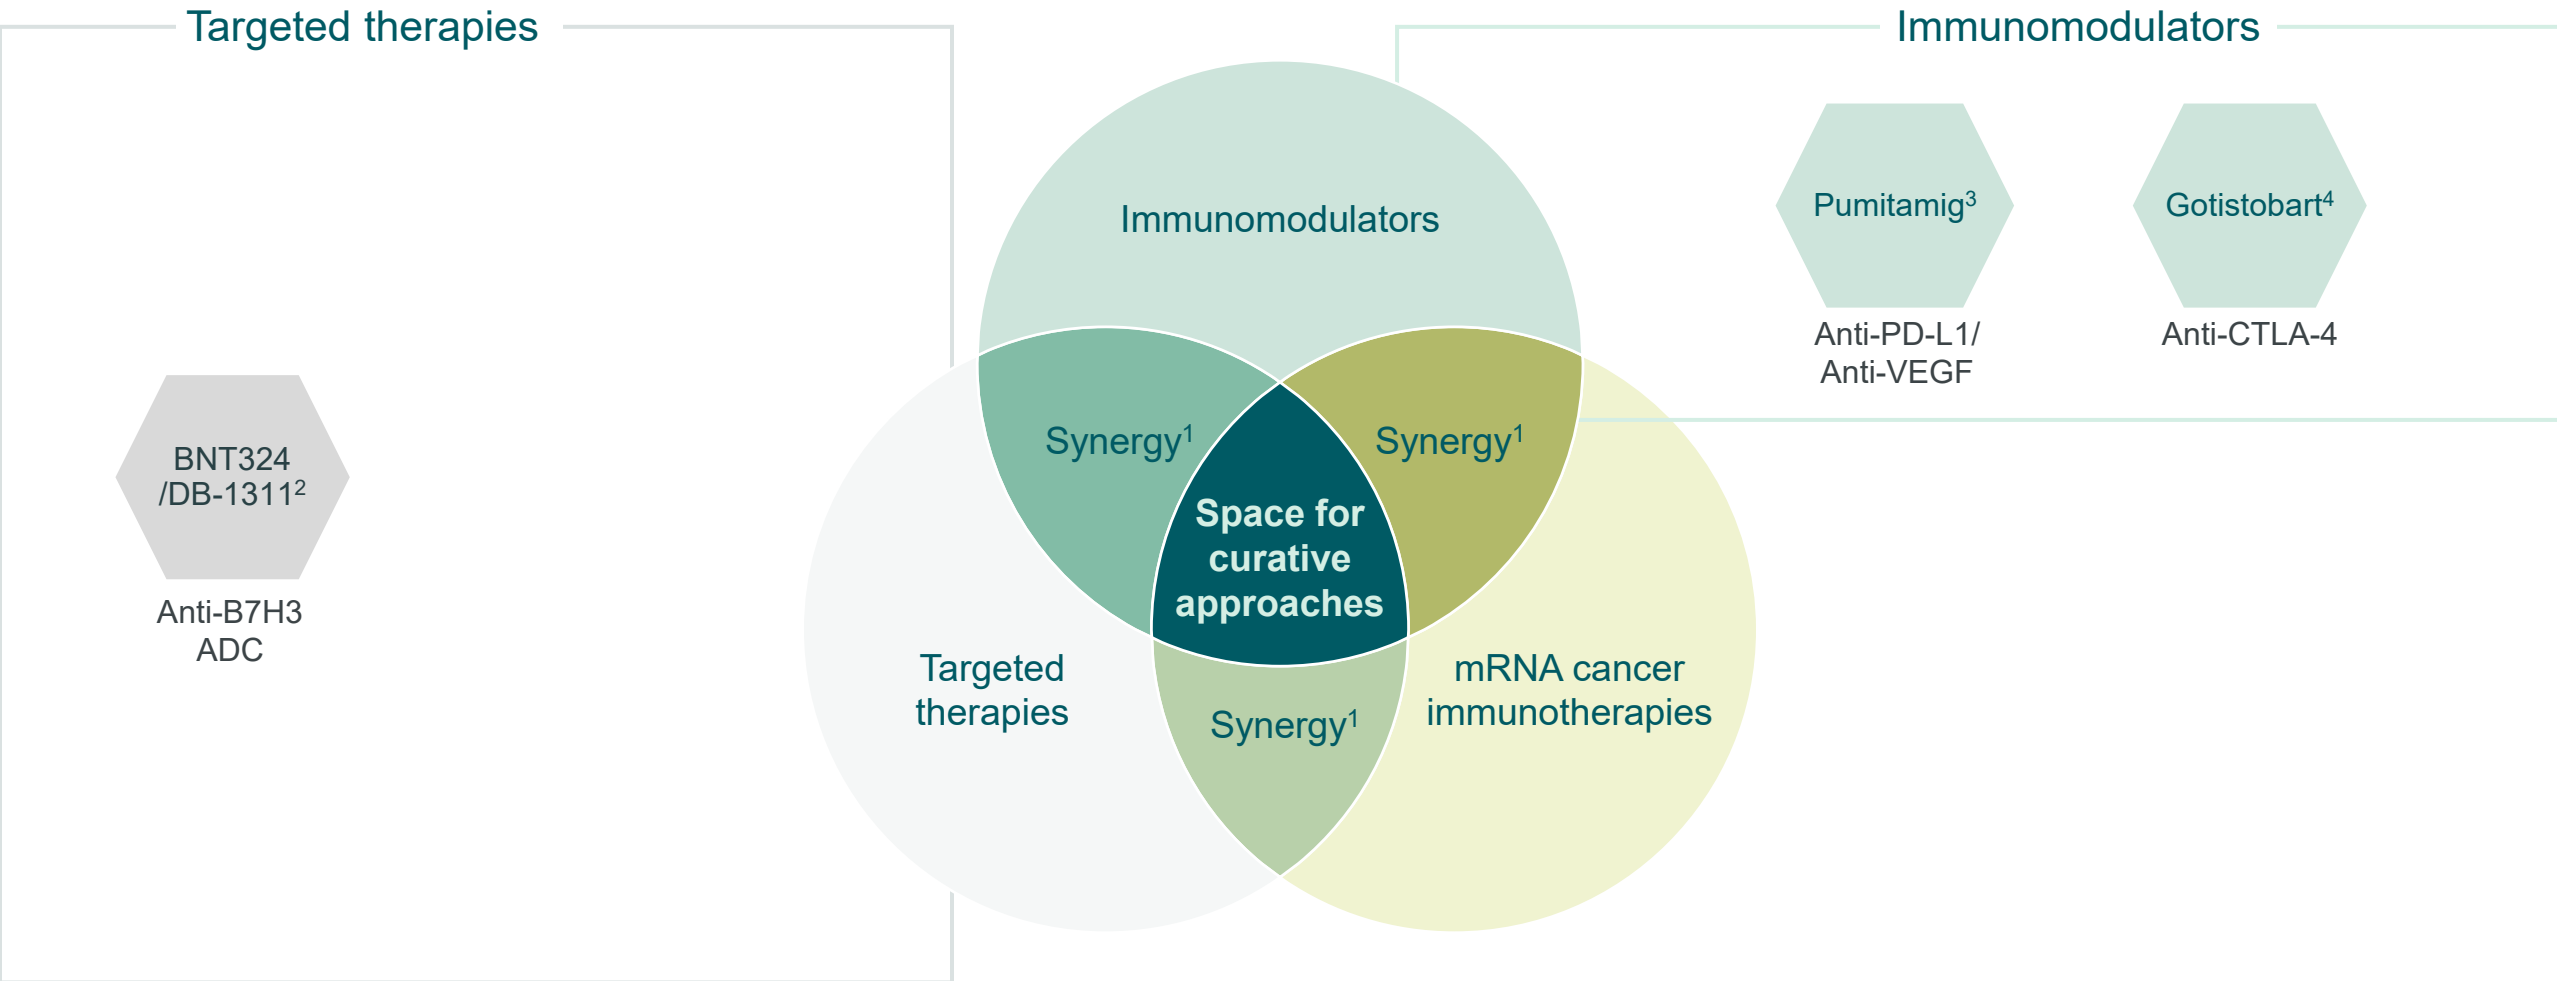 Targeted therapies
Immunomodulators
BNT324
/DB-1311²
Anti-B7H3
ADC
Immunomodulators
Synergy¹
Synergy¹
Space for
curative
approaches
Targeted
therapies
mRNA cancer
immunotherapies
Synergy¹
Pumitamig³
Anti-PD-L1/
Anti-VEGF
Gotistobart⁴
Anti-CTLA-4